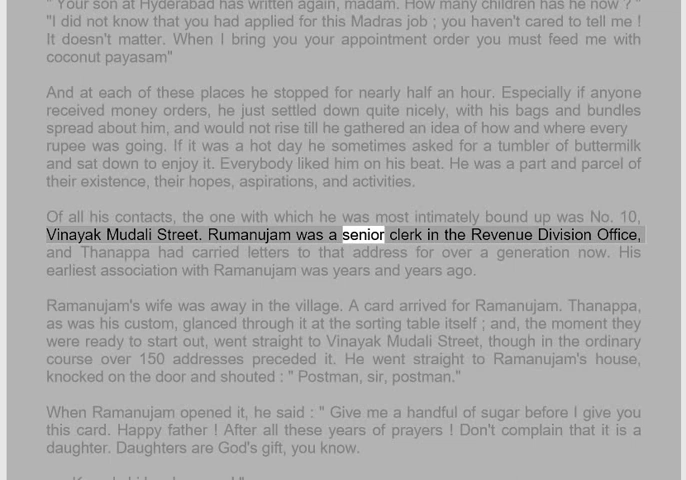 " Your son at Hyderabad has written again, madam. How many children has he now ? "
"I did not know that you had applied for this Madras job ; you haven't cared to tell me !
It doesn't matter. When I bring you your appointment order you must feed me with
coconut payasam"
And at each of these places he stopped for nearly half an hour. Especially if anyone
received money orders, he just settled down quite nicely, with his bags and bundles
spread about him, and would not rise till he gathered an idea of how and where every
rupee was going. If it was a hot day he sometimes asked for a tumbler of buttermilk
and sat down to enjoy it. Everybody liked him on his beat. He was a part and parcel of
their existence, their hopes, aspirations, and activities.
Of all his contacts, the one with which he was most intimately bound up was No. 10,
Vinayak Mudali Street. Rumanujam was a senior clerk in the Revenue Division Office,
and Thanappa had carried letters to that address for over a generation now. His
earliest association with Ramanujam was years and years ago.
Ramanujam's wife was away in the village. A card arrived for Ramanujam. Thanappa,
as was his custom, glanced through it at the sorting table itself ; and, the moment they
were ready to start out, went straight to Vinayak Mudali Street, though in the ordinary
course over 150 addresses preceded it. He went straight to Ramanujam's house,
knocked on the door and shouted : " Postman, sir, postman."
When Ramanujam opened it, he said : " Give me a handful of sugar before I give you
this card. Happy father ! After all these years of prayers ! Don't complain that it is a
daughter. Daughters are God's gift, you know.